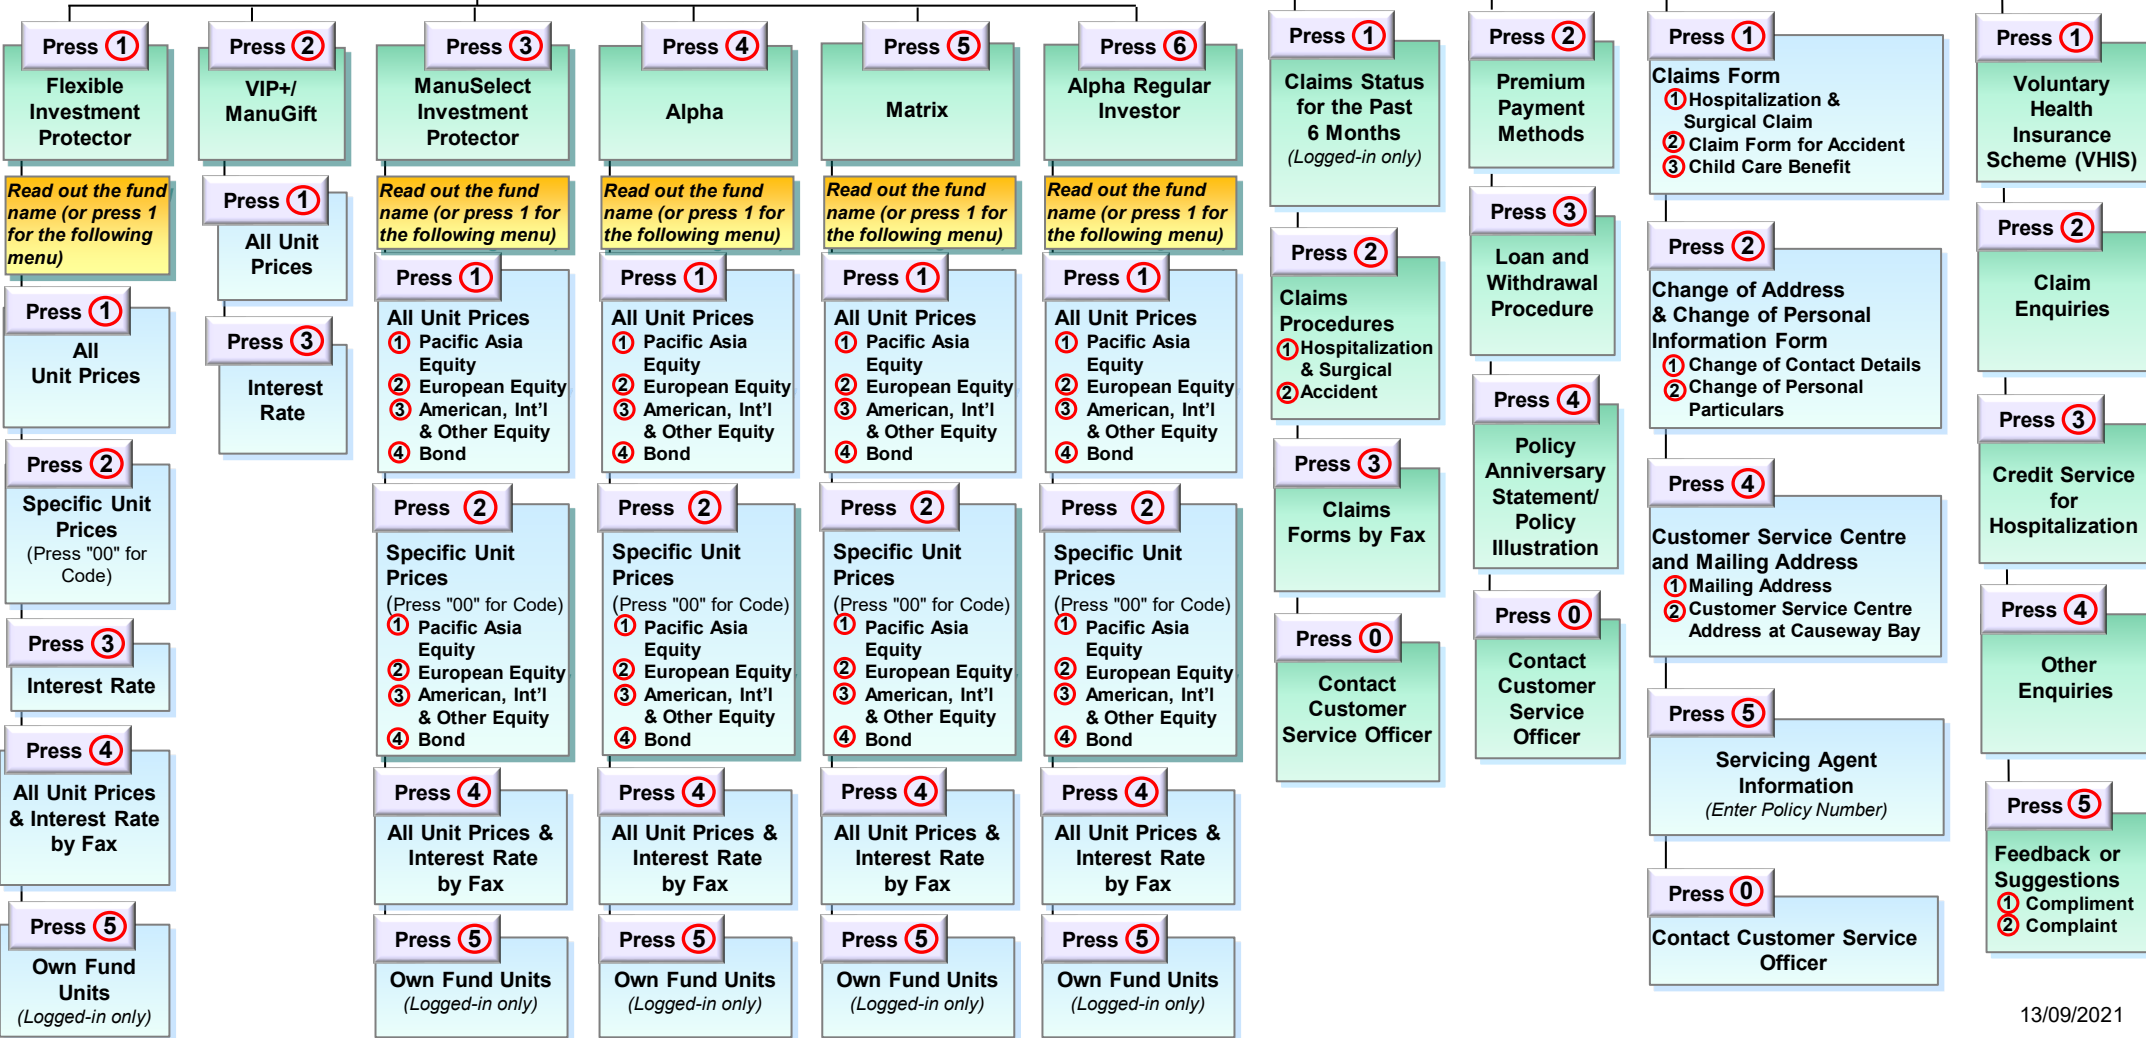 Press 1
Flexible
Investment
Protector
Read out the fund
name (or press 1
for the following
menu)
Press 1
All
Unit Prices
Press 2
Specific Unit
Prices
(Press "00" for
Code)
Press 3
Interest Rate
Press 4
All Unit Prices
& Interest Rate
by Fax
Press 5
Own Fund
Units
(Logged-in only)
Press 2
VIP+/
ManuGift
Press 1
All Unit
Prices
Press 3
Interest
Rate
Press 3
ManuSelect
Investment
Protector
Read out the fund
name (or press 1 for
the following menu)
Press 1
All Unit Prices
1 Pacific Asia
Equity
2 European Equity
3 American, Int'l
& Other Equity
4 Bond
Press 2
Specific Unit
Prices
(Press "00" for Code)
1 Pacific Asia
Equity
2 European Equity
3 American, Int'l
& Other Equity
4 Bond
Press 4
All Unit Prices &
Interest Rate
by Fax
Press 5
Own Fund Units
(Logged-in only)
Press 4
Alpha
Read out the fund
name (or press 1 for
the following menu)
Press 1
All Unit Prices
1 Pacific Asia
Equity
2 European Equity
3 American, Int'l
& Other Equity
4 Bond
Press 2
Specific Unit
Prices
(Press "00" for Code)
1 Pacific Asia
Equity
2 European Equity
3 American, Int'l
& Other Equity
4 Bond
Press 4
All Unit Prices &
Interest Rate
by Fax
Press 5
Own Fund Units
(Logged-in only)
Press 5
Matrix
Read out the fund
name (or press 1 for
the following menu)
Press 1
All Unit Prices
1 Pacific Asia
Equity
2 European Equity
3 American, Int'l
& Other Equity
4 Bond
Press 2
Specific Unit
Prices
(Press "00" for Code)
1 Pacific Asia
Equity
2 European Equity
3 American, Int'l
& Other Equity
4 Bond
Press 4
All Unit Prices &
Interest Rate
by Fax
Press 5
Own Fund Units
(Logged-in only)
Press 6
Alpha Regular
Investor
Read out the fund
name (or press 1 for
the following menu)
Press 1
All Unit Prices
1 Pacific Asia
Equity
2 European Equity
3 American, Int'l
& Other Equity
4 Bond
Press 2
Specific Unit
Prices
(Press "00" for Code)
1 Pacific Asia
Equity
2 European Equity
3 American, Int'l
& Other Equity
4 Bond
Press 4
All Unit Prices &
Interest Rate
by Fax
Press 5
Own Fund Units
(Logged-in only)
Press 1
Claims Status
for the Past
6 Months
(Logged-in only)
Press 2
Claims
Procedures
1 Hospitalization
& Surgical
2 Accident
Press 3
Claims
Forms by Fax
Press 0
Contact
Customer
Service Officer
Press 2
Premium
Payment
Methods
Press 3
Loan and
Withdrawal
Procedure
Press 4
Policy
Anniversary
Statement/
Policy
Illustration
Press 0
Contact
Customer
Service
Officer
Press 1
Claims Form
1 Hospitalization &
Surgical Claim
2 Claim Form for Accident
3 Child Care Benefit
Press 2
Change of Address
& Change of Personal
Information Form
1 Change of Contact Details
2 Change of Personal
Particulars
Press 4
Customer Service Centre
and Mailing Address
1 Mailing Address
2 Customer Service Centre
Address at Causeway Bay
Press 5
Servicing Agent
Information
(Enter Policy Number)
Press 0
Contact Customer Service
Officer
Press 1
Voluntary
Health
Insurance
Scheme (VHIS)
Press 2
Claim
Enquiries
Press 3
Credit Service
for
Hospitalization
Press 4
Other
Enquiries
Press 5
Feedback or
Suggestions
1 Compliment
2 Complaint
13/09/2021